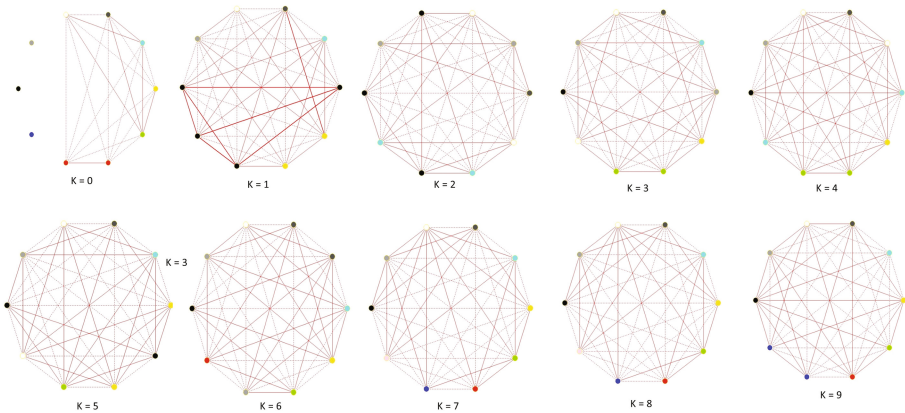 K = 0
K = 1
K = 2
K = 3
K = 4
K = 3
K = 5
K = 6
K = 7
K = 8
K = 9